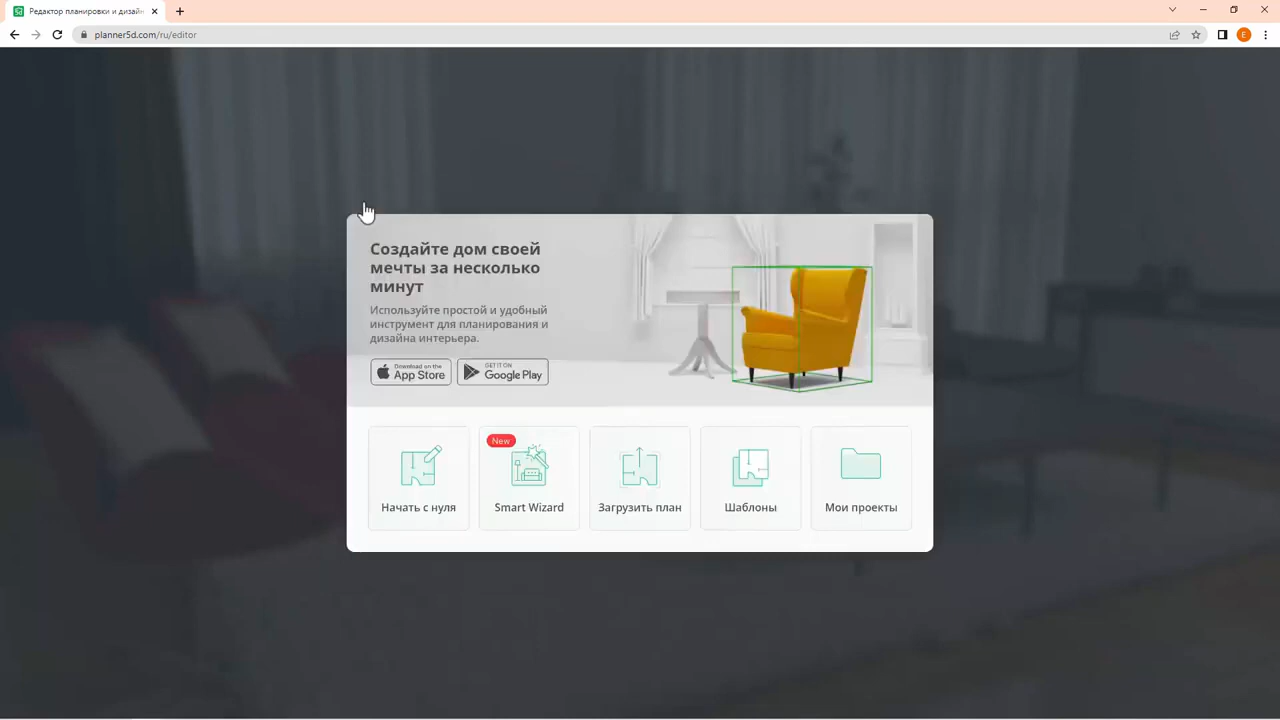 5d Редактор планировки и дизайн
planner5d.com/ru/editor
E
Создайте дом своей
мечты за несколько
минут
Используйте простой и удобный
инструмент для планирования и
дизайна интерьера.
Download on the
App Store
GET IT ON
Google Play
New
Начать с нуля
Smart Wizard
Загрузить план
Шаблоны
Мои проекты